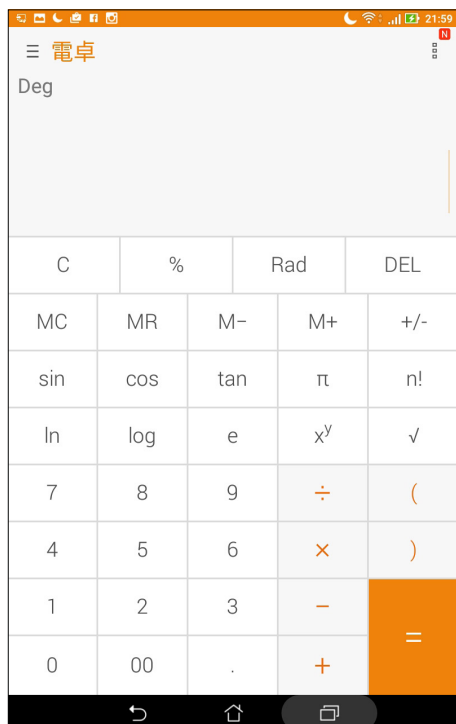 21:59
N
電卓
Deg
C % Rad DEL
MC MR M− M+ +/-
sin cos tan π n!
ln log e xʸ √
7 8 9 ÷ (
4 5 6 × )
1 2 3 −
=
0 00 . +